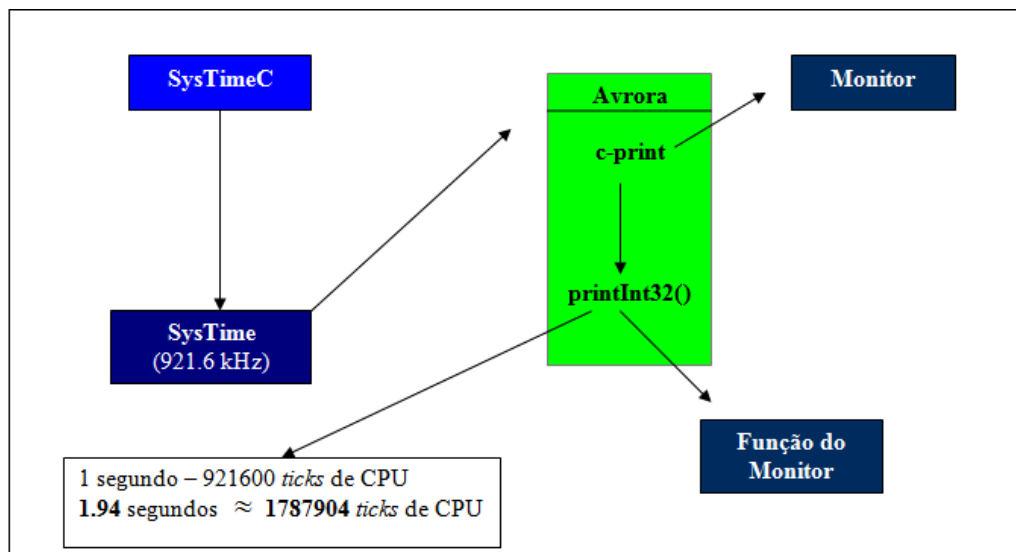 SysTimeC
Avrora
Monitor
c-print
printInt32()
SysTime
(921.6 kHz)
Função do
Monitor
1 segundo – 921600 ticks de CPU
1.94 segundos ≈ 1787904 ticks de CPU